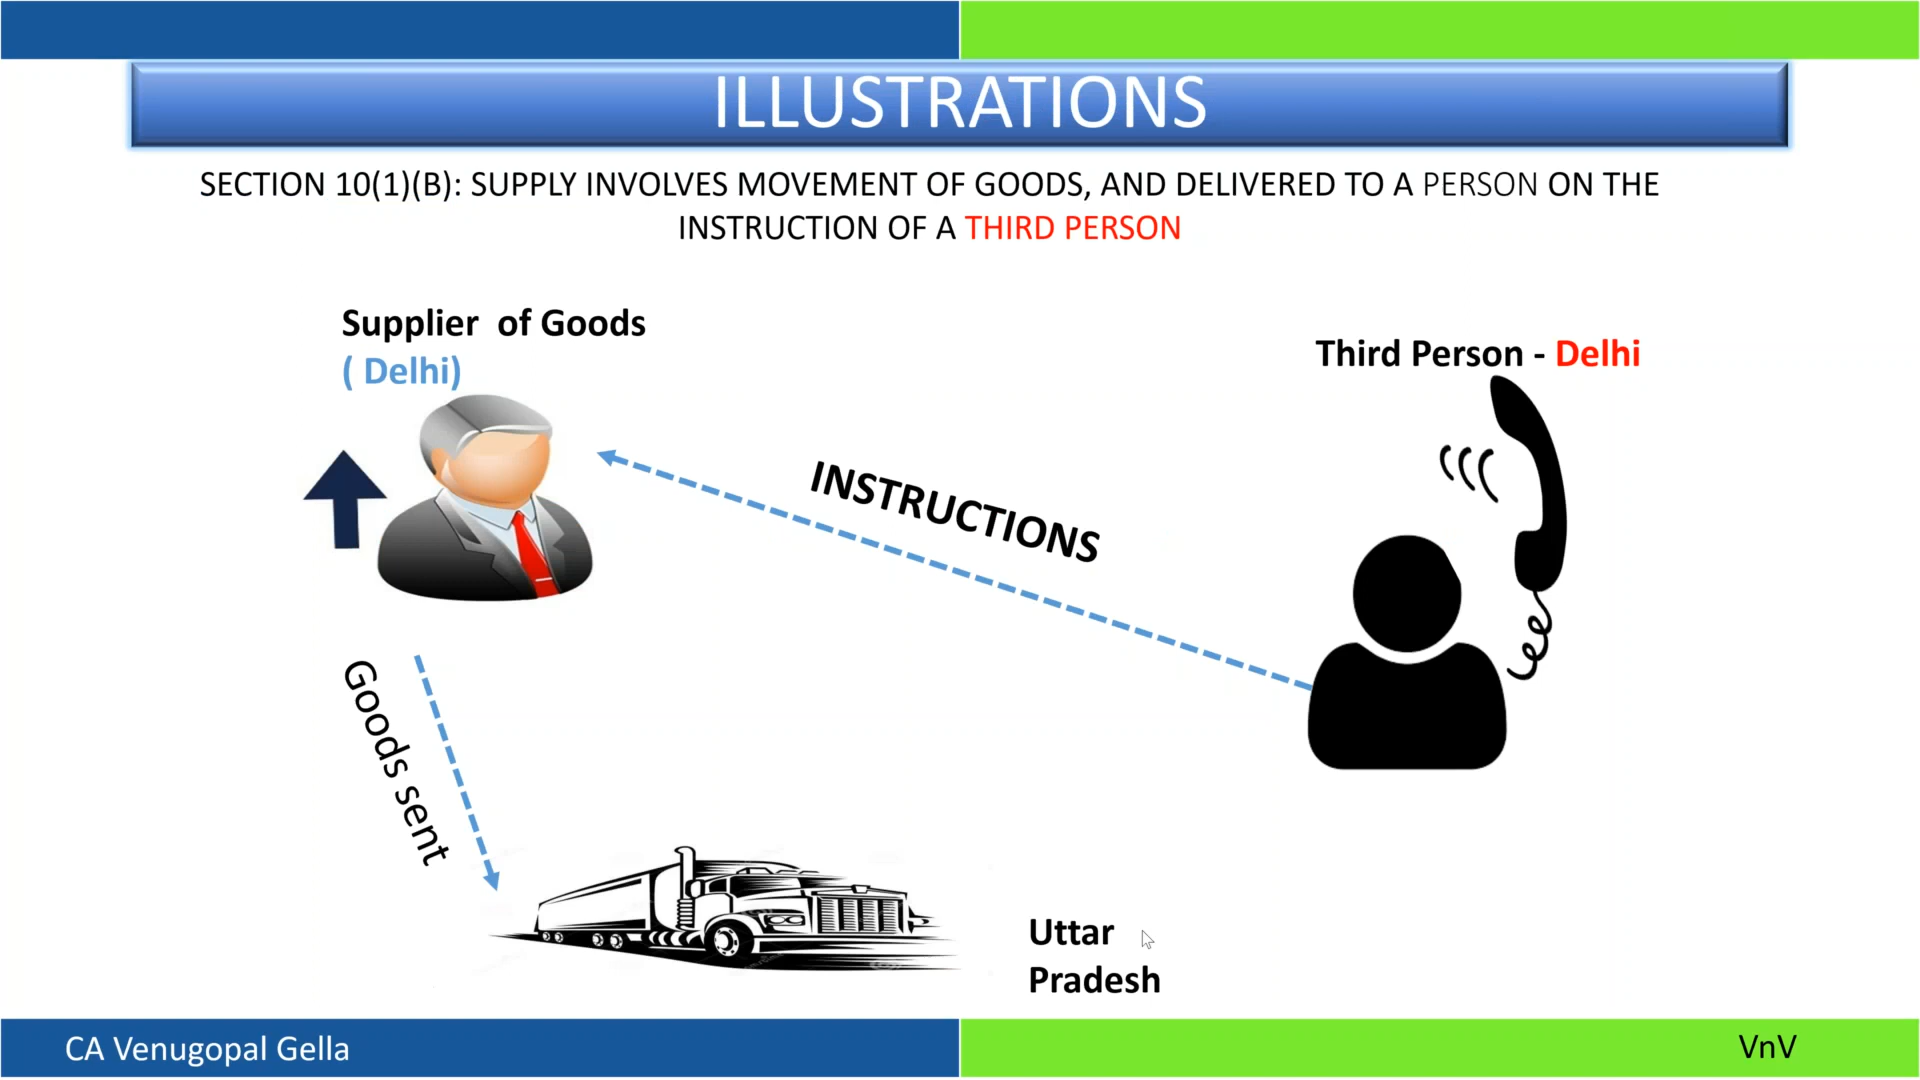 ILLUSTRATIONS
SECTION 10(1)(B): SUPPLY INVOLVES MOVEMENT OF GOODS, AND DELIVERED TO A PERSON ON THE
INSTRUCTION OF A THIRD PERSON
Supplier of Goods
( Delhi)
Third Person - Delhi
INSTRUCTIONS
Goods sent
Uttar
Pradesh
CA Venugopal Gella
VnV